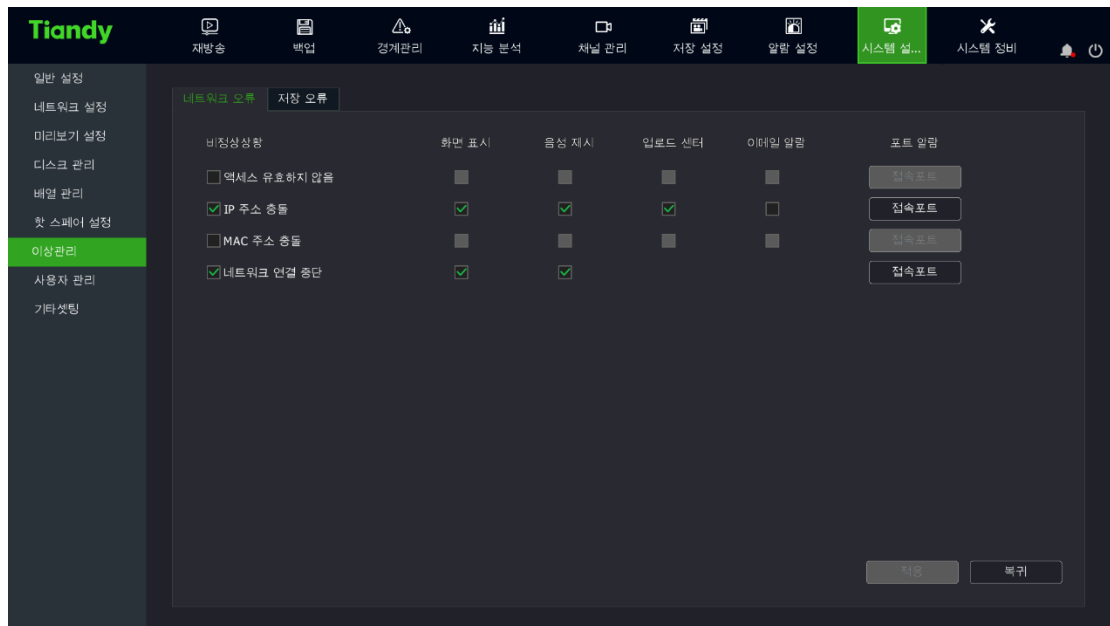 Tiandy
재방송 백업 경계관리 지능 분석 채널 관리 저장 설정 알람 설정 시스템 설... 시스템 정비
일반 설정
네트워크 설정
미리보기 설정
디스크 관리
배열 관리
핫 스페어 설정
이상관리
사용자 관리
기타셋팅
네트워크 오류 저장 오류
비정상상황 화면 표시 음성 제시 업로드 센터 이메일 알람 포트 알람
액세스 유효하지 않음 접속포트
IP 주소 충돌 접속포트
MAC 주소 충돌 접속포트
네트워크 연결 중단 접속포트
적용 복귀